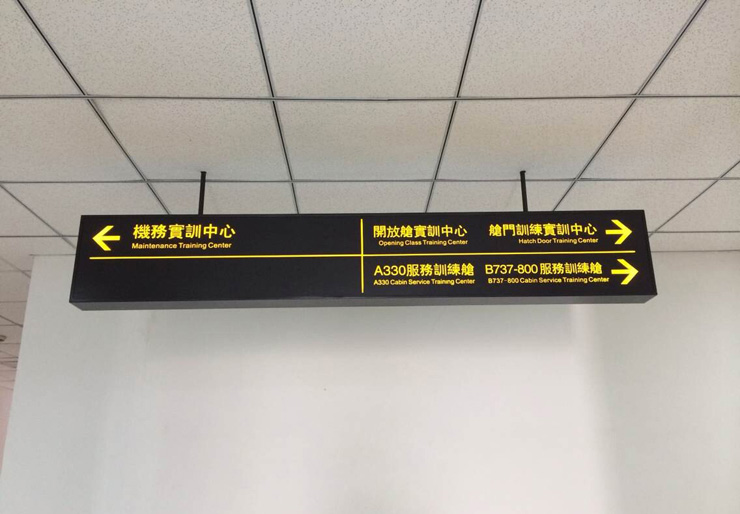 機務實訓中心
Maintenance Training Center
開放艙實訓中心
Opening Class Training Center
艙門訓練實訓中心
Hatch Door Training Center
A330服務訓練艙
A330 Cabin Service Training Center
B737-800服務訓練艙
B737-800 Cabin Service Training Center